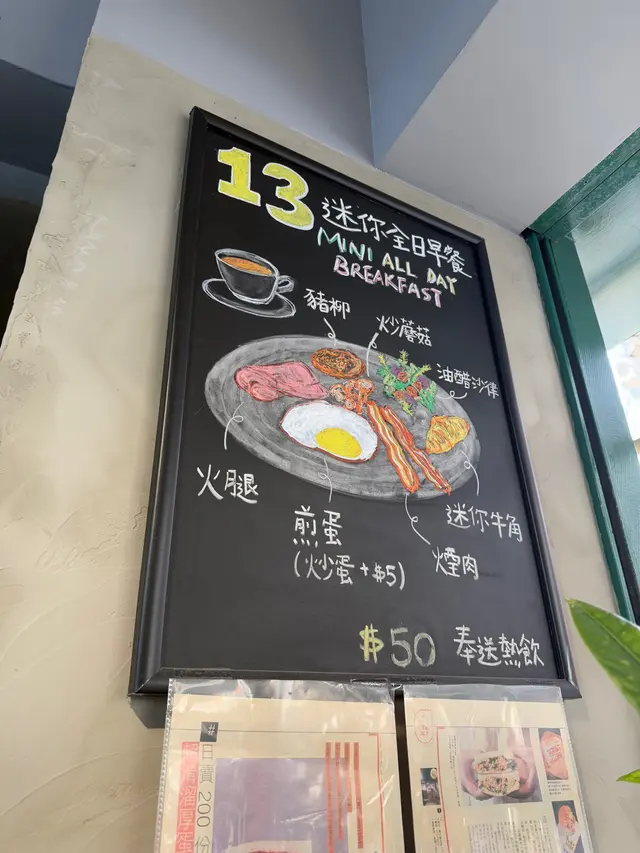 13 迷你全日早餐
MINI ALL DAY
BREAKFAST
豬柳
炒蘑菇
油醋沙律
火腿
煎蛋
(炒蛋+$5)
迷你牛角
煙肉
$50 奉送熱飲
#
日賣200份